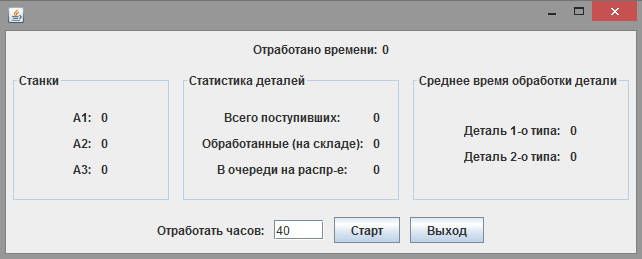 Отработано времени: 0
Станки
A1: 0
A2: 0
A3: 0
Статистика деталей
Всего поступивших: 0
Обработанные (на складе): 0
В очереди на распр-е: 0
Среднее время обработки детали
Деталь 1-о типа: 0
Деталь 2-о типа: 0
Отработать часов: 40 Старт Выход